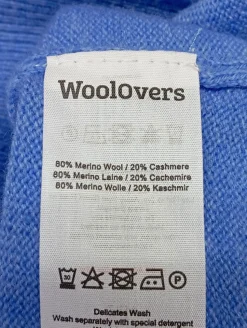 WoolOvers
80% Merino Wool / 20% Cashmere
80% Merino Laine / 20% Cachemire
80% Merino Wolle / 20% Kaschmir
30
P
Delicates Wash
Wash separately with special detergent